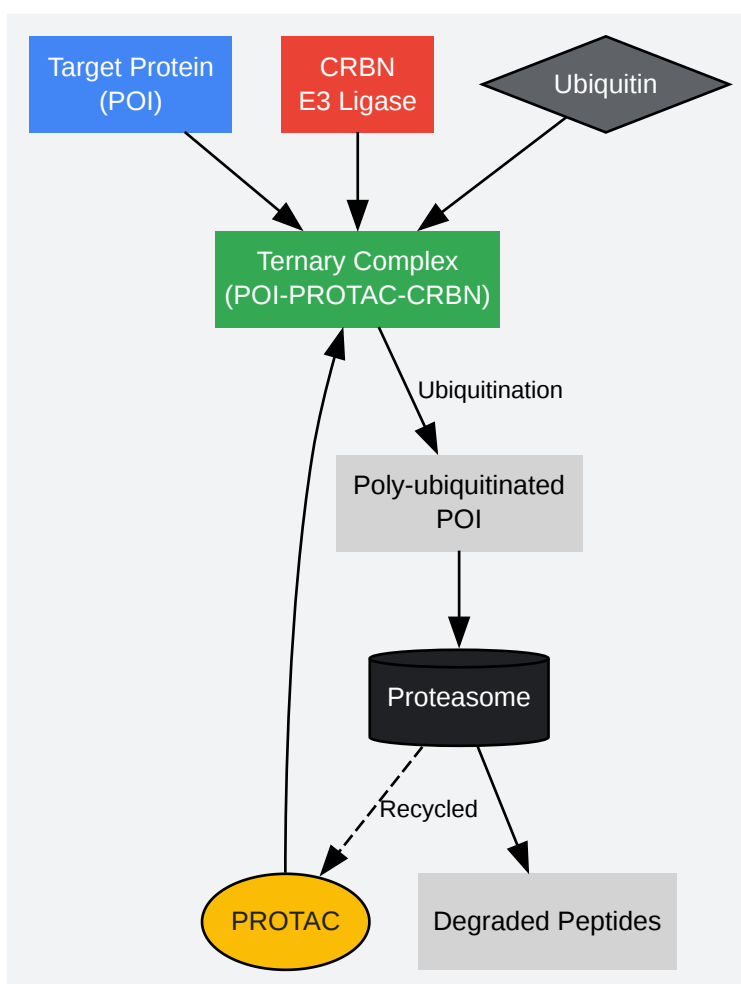 Target Protein
(POI)
CRBN
E3 Ligase
Ubiquitin
Ternary Complex
(POI-PROTAC-CRBN)
Ubiquitination
Poly-ubiquitinated
POI
Proteasome
Recycled
PROTAC
Degraded Peptides